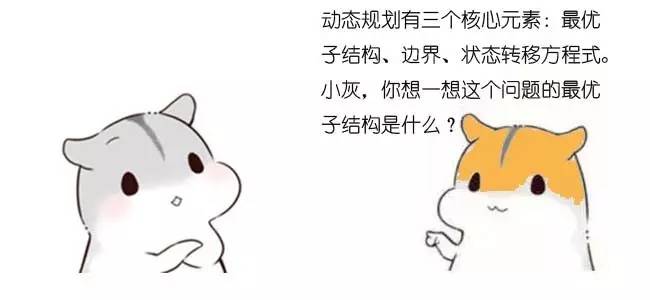 动态规划有三个核心元素：最优
子结构、边界、状态转移方程式。
小灰，你想一想这个问题的最优
子结构是什么？